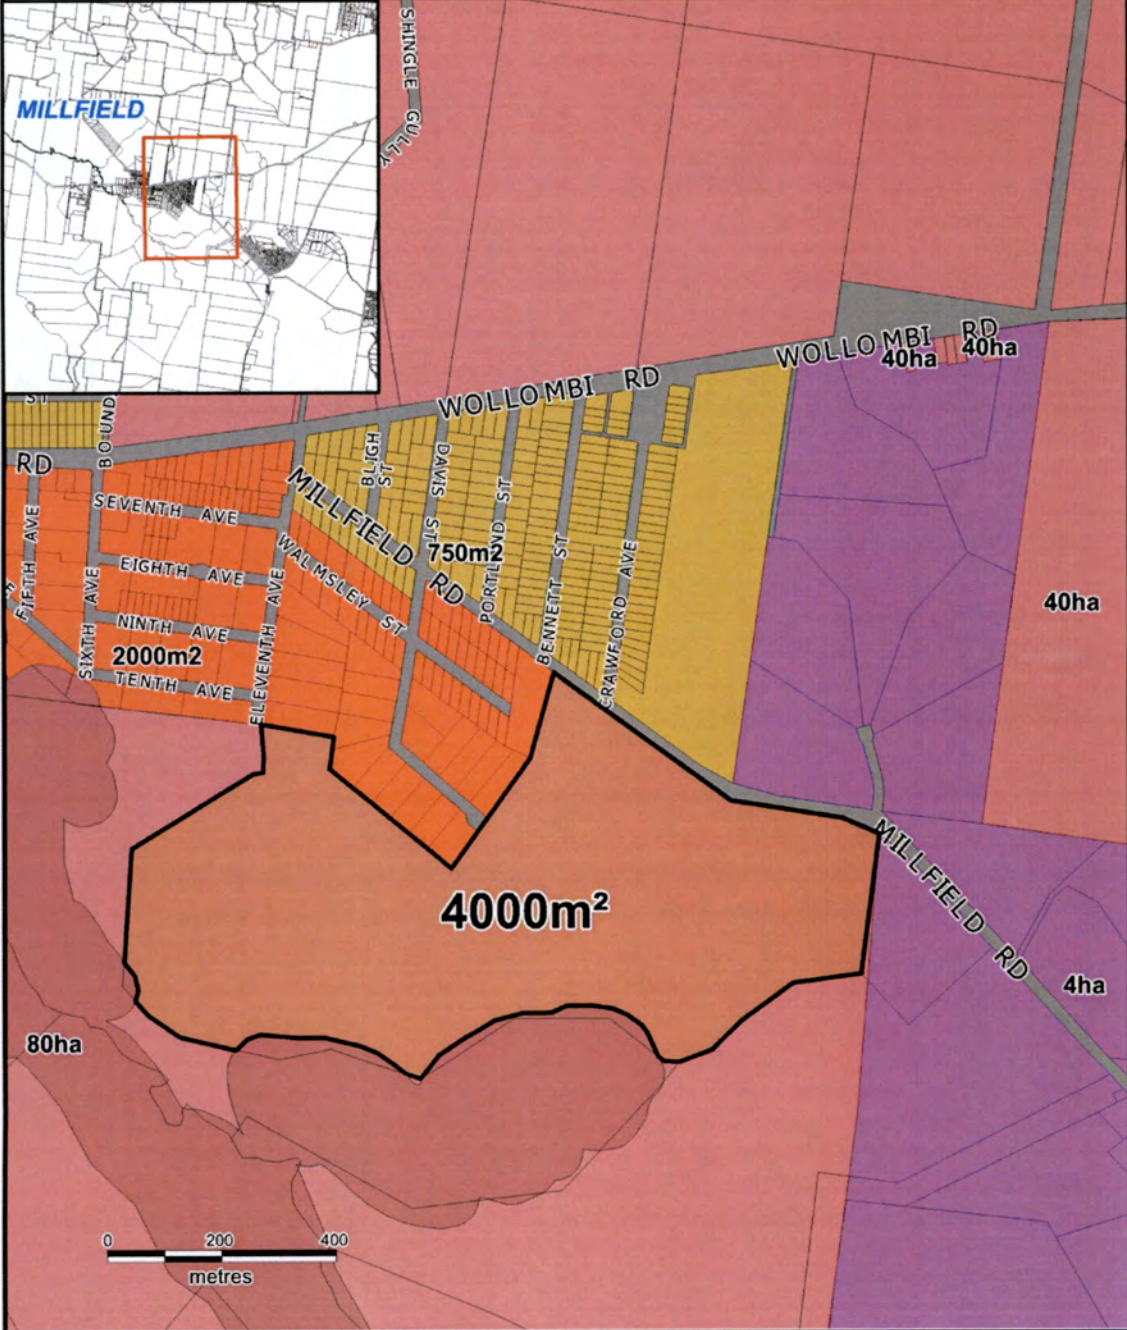 SHINGLE GULLY
MILLFIELD
WOLLOMBI RD
40ha
40ha
WOLLOMBI RD
ST
BOUND
RD
BLIGH ST
DAVIS ST
PORTLAND ST
BENNETT ST
CRAWFORD AVE
MILLFIELD RD
750m2
SEVENTH AVE
WALMSLEY ST
FIFTH AVE
EIGHTH AVE
SIXTH AVE
NINTH AVE
ELEVENTH AVE
2000m2
TENTH AVE
40ha
E
4000m²
MILLFIELD RD
4ha
80ha
0 200 400
metres